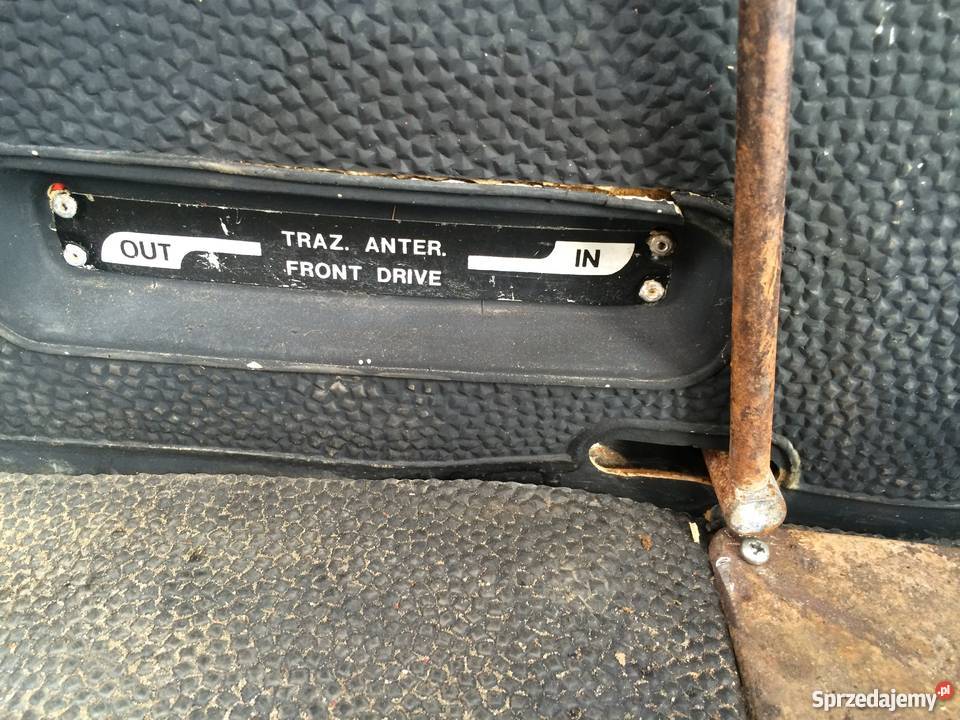 OUT
TRAZ. ANTER.
FRONT DRIVE
IN
Sprzedajemy.pl